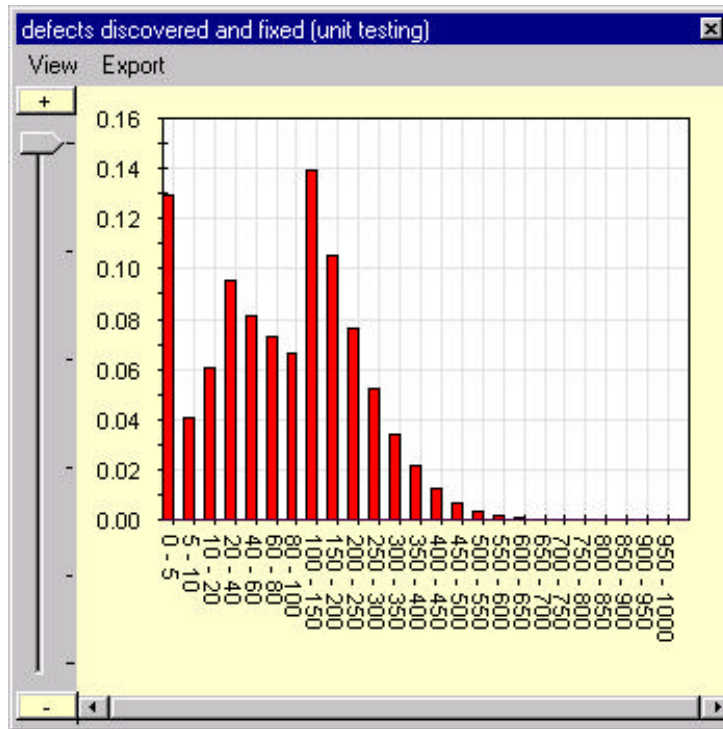 defects discovered and fixed (unit testing)
View Export
+
0.16
0.14
0.12
0.10
0.08
0.06
0.04
0.02
0.00
0 - 5
5 - 10
10 - 20
20 - 40
40 - 60
60 - 80
80 - 100
100 - 150
150 - 200
200 - 250
250 - 300
300 - 350
350 - 400
400 - 450
450 - 500
500 - 550
550 - 600
600 - 650
650 - 700
700 - 750
750 - 800
800 - 850
850 - 900
900 - 950
950 - 1000
-